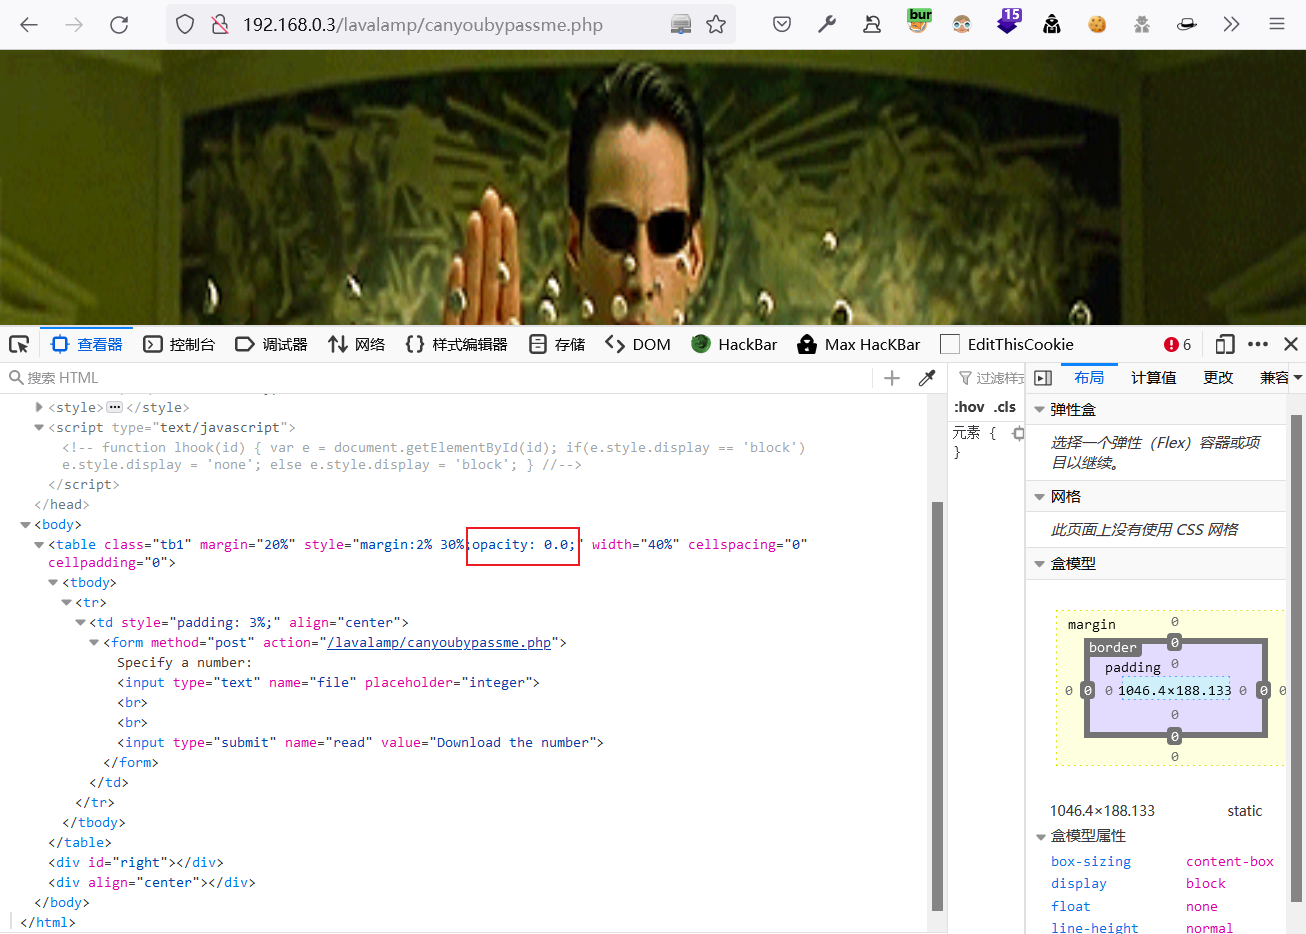 192.168.0.3/lavalamp/canyoubypassme.php
bur
15
查看器 控制台 调试器 网络 样式编辑器 存储 DOM HackBar Max HacKBar EditThisCookie 6
搜索 HTML
过滤样式
布局 计算值 更改 兼容
<style> ··· </style>
<script type="text/javascript">
<!-- function lhook(id) { var e = document.getElementById(id); if(e.style.display == 'block')
e.style.display = 'none'; else e.style.display = 'block'; } //-->
</script>
</head>
<body>
<table class="tb1" margin="20%" style="margin:2% 30%;opacity: 0.0;" width="40%" cellspacing="0"
cellpadding="0">
<tbody>
<tr>
<td style="padding: 3%;" align="center">
<form method="post" action="/lavalamp/canyoubypassme.php">
Specify a number:
<input type="text" name="file" placeholder="integer">
<br>
<br>
<input type="submit" name="read" value="Download the number">
</form>
</td>
</tr>
</tbody>
</table>
<div id="right"></div>
<div align="center"></div>
</body>
</html>
:hov .cls
元素 {
}
弹性盒
选择一个弹性（Flex）容器或项
目以继续。
网格
此页面上没有使用 CSS 网格
盒模型
margin 0
border 0
padding 0
0 0 0 1046.4×188.133 0 0 0
0
0
0
1046.4×188.133 static
盒模型属性
box-sizing content-box
display block
float none
line-height normal